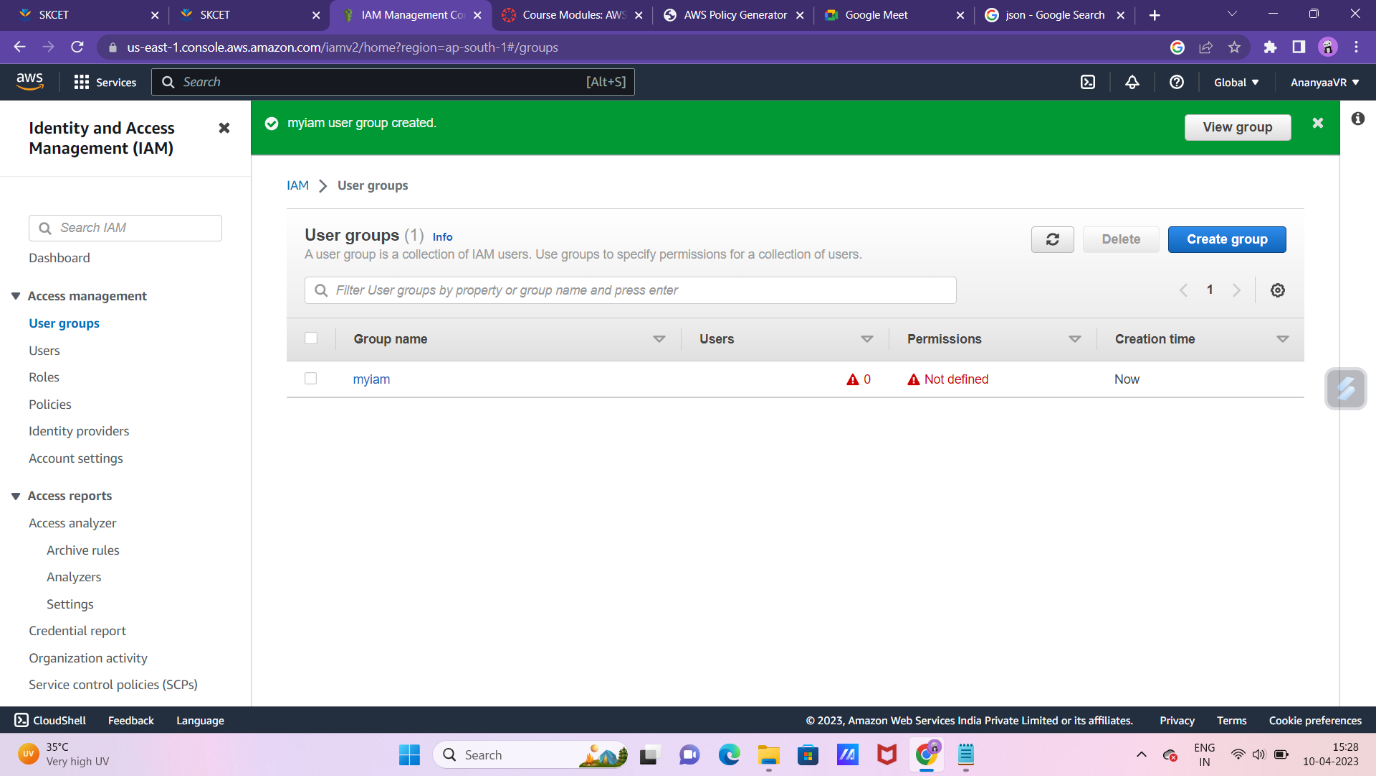 SKCET
SKCET
IAM Management Co
Course Modules: AWS
AWS Policy Generator
Google Meet
json - Google Search
us-east-1.console.aws.amazon.com/iamv2/home?region=ap-south-1#/groups
aws
Services
Search
[Alt+S]
Global
AnanyaaVR
Identity and Access
Management (IAM)
Search IAM
Dashboard
Access management
User groups
Users
Roles
Policies
Identity providers
Account settings
Access reports
Access analyzer
Archive rules
Analyzers
Settings
Credential report
Organization activity
Service control policies (SCPs)
myiam user group created.
View group
IAM > User groups
User groups (1) Info
A user group is a collection of IAM users. Use groups to specify permissions for a collection of users.
Delete
Create group
Filter User groups by property or group name and press enter
1
Group name Users Permissions Creation time
myiam 0 Not defined Now
CloudShell Feedback Language
© 2023, Amazon Web Services India Private Limited or its affiliates. Privacy Terms Cookie preferences
UV
35°C
Very high UV
Search
ENG
IN
15:28
10-04-2023